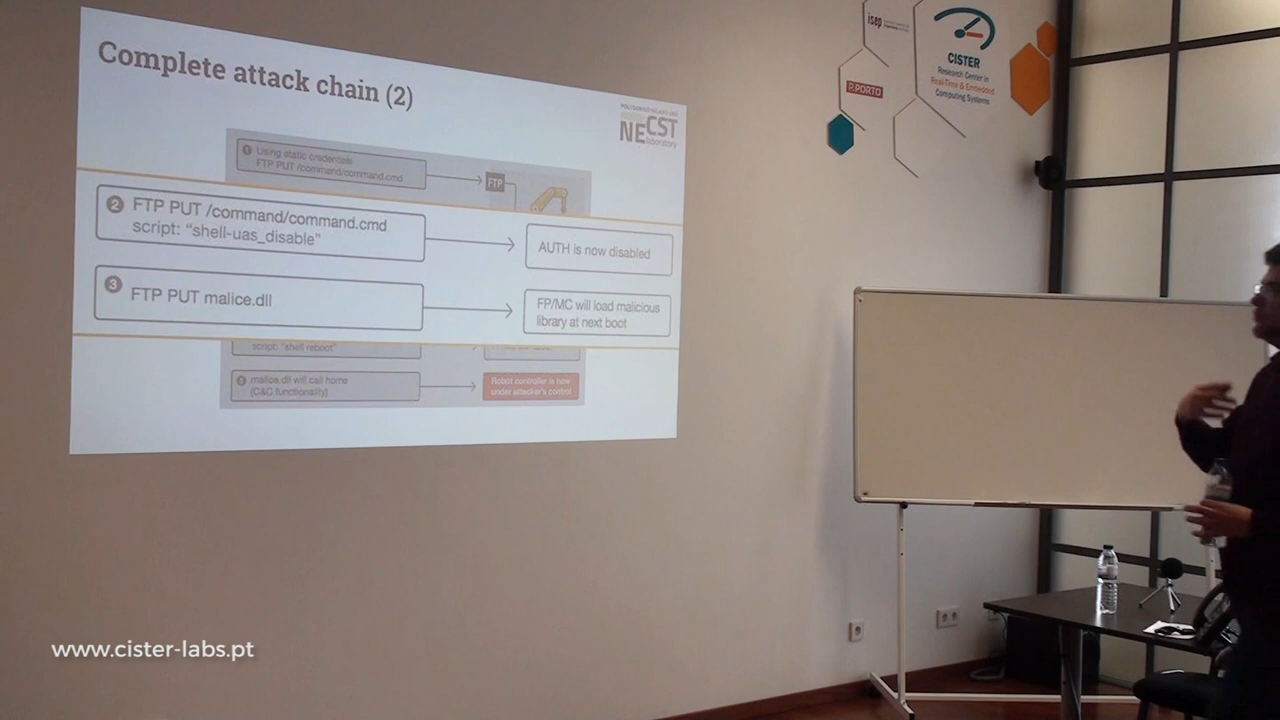 Complete attack chain (2)
NECST
laboratory
1 Using static credentials
FTP PUT /command/command.cmd
FTP
2 FTP PUT /command/command.cmd
script: “shell-uas_disable”
AUTH is now disabled
3 FTP PUT malice.dll
FP/MC will load malicious
library at next boot
script: “shell reboot”
5 malice.dll will call home
(C&C functionality)
Robot controller is now
under attacker's control
isep
P.PORTO
CISTER
Research Center in
Real-Time & Embedded
Computing Systems
www.cister-labs.pt